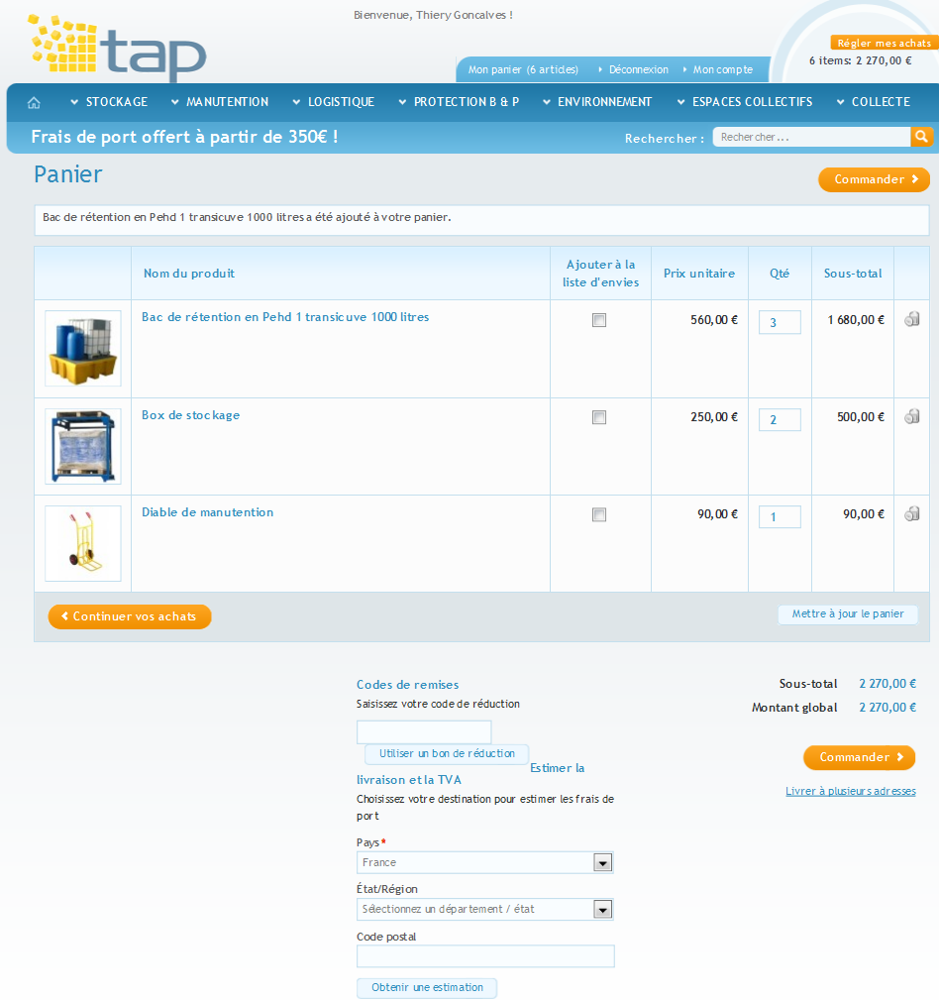 Bienvenue, Thiery Goncalves !
tap
Régler mes achats
6 items: 2 270,00 €
Mon panier (6 articles) Déconnexion Mon compte
STOCKAGE MANUTENTION LOGISTIQUE PROTECTION B & P ENVIRONNEMENT ESPACES COLLECTIFS COLLECTE
Frais de port offert à partir de 350€ ! Rechercher : Rechercher...
Panier
Commander
Bac de rétention en Pehd 1 transicuve 1000 litres a été ajouté à votre panier.
Nom du produit Ajouter à la liste d'envies Prix unitaire Qté Sous-total
Bac de rétention en Pehd 1 transicuve 1000 litres 560,00 € 3 1 680,00 €
Box de stockage 250,00 € 2 500,00 €
Diable de manutention 90,00 € 1 90,00 €
Continuer vos achats Mettre à jour le panier
Codes de remises
Saisissez votre code de réduction
Utiliser un bon de réduction
Estimer la
livraison et la TVA
Choisissez votre destination pour estimer les frais de
port
Pays *
France
État/Région
Sélectionnez un département / état
Code postal
Obtenir une estimation
Sous-total 2 270,00 €
Montant global 2 270,00 €
Commander
Livrer à plusieurs adresses